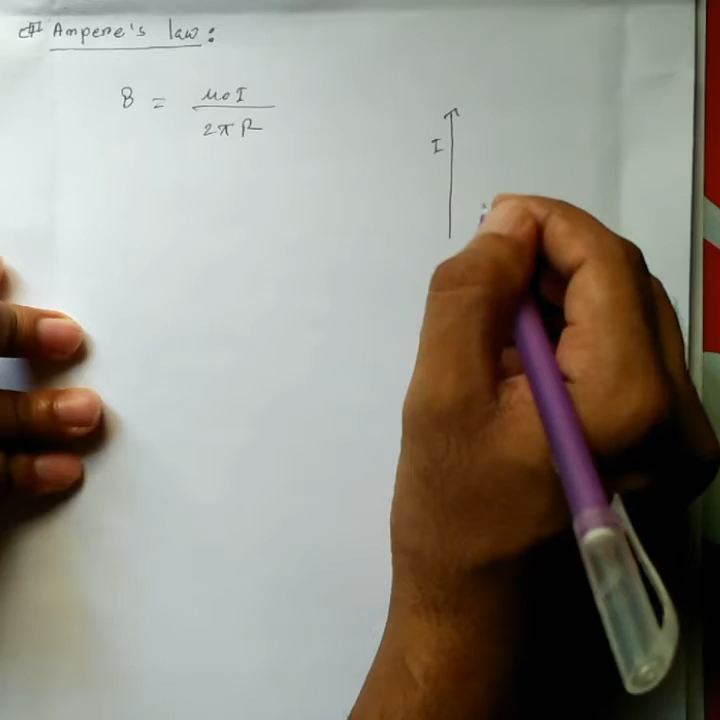 # Ampere's law:
B = μ0I / 2πR
I